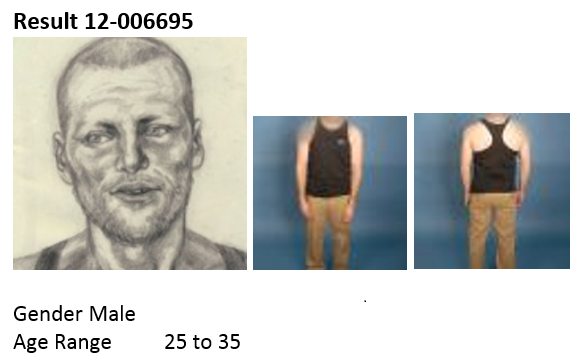 Result 12-006695
Gender Male
Age Range 25 to 35